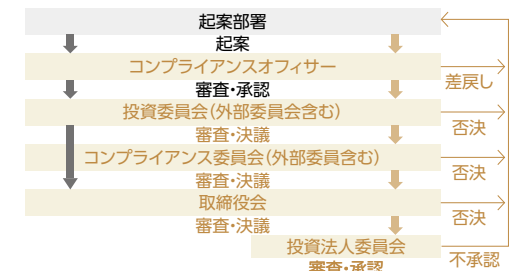 起案部署
起案
コンプライアンスオフィサー
差戻し
審査・承認
投資委員会（外部委員会含む）
否決
審査・決議
コンプライアンス委員会（外部委員含む）
否決
審査・決議
取締役会
否決
審査・決議
投資法人委員会
不承認
審査・承認